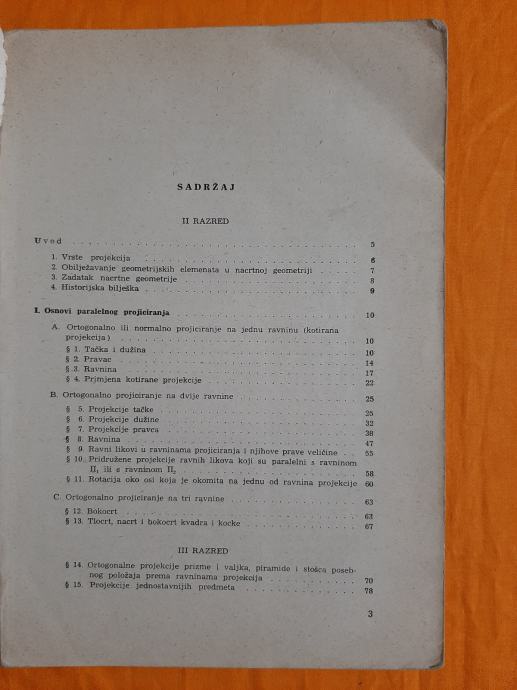 SADRŽAJ
II RAZRED
Uvod . . . . . . . . . . 5
1. Vrste projekcija . . . . . . . . . . 6
2. Obilježavanje geometrijskih elemenata u nacrtnoj geometriji . . . . . 7
3. Zadatak nacrtne geometrije . . . . . . . . . . 8
4. Historijska bilješka . . . . . . . . . . 9
I. Osnovi paralelnog projiciranja . . . . . . . . . . 10
A. Ortogonalno ili normalno projiciranje na jednu ravninu (kotirana
projekcija) . . . . . . . . . . 10
§ 1. Tačka i dužina . . . . . . . . . . 10
§ 2. Pravac . . . . . . . . . . 14
§ 3. Ravnina . . . . . . . . . . 17
§ 4. Primjena kotirane projekcije . . . . . . . . . . 22
B. Ortogonalno projiciranje na dvije ravnine . . . . . . . . . . 25
§ 5. Projekcije tačke . . . . . . . . . . 25
§ 6. Projekcije dužine . . . . . . . . . . 32
§ 7. Projekcije pravca . . . . . . . . . . 38
§ 8. Ravnina . . . . . . . . . . 47
§ 9. Ravni likovi u ravninama projiciranja i njihove prave veličine . . 55
§ 10. Pridružene projekcije ravnih likova koji su paralelni s ravninom
Π₁ ili s ravninom Π₂ . . . . . . . . . . 58
§ 11. Rotacija oko osi koja je okomita na jednu od ravnina projekcije 60
C. Ortogonalno projiciranje na tri ravnine . . . . . . . . . . 63
§ 12. Bokocrt . . . . . . . . . . 63
§ 13. Tlocrt, nacrt i bokocrt kvadra i kocke . . . . . . . . . . 67
III RAZRED
§ 14. Ortogonalne projekcije prizme i valjka, piramide i stošca poseb-
nog položaja prema ravninama projekcija . . . . . . . . . . 70
§ 15. Projekcije jednostavnijih predmeta . . . . . . . . . . 78
3